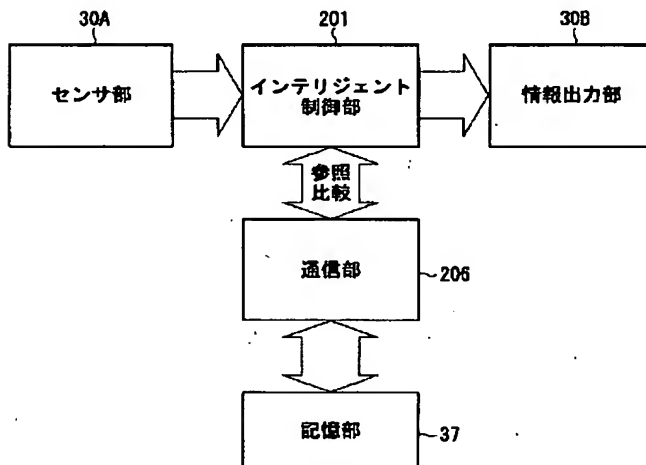 30A
201
30B
センサ部
インテリジェント
制御部
情報出力部
参照
比較
通信部
206
記憶部
37